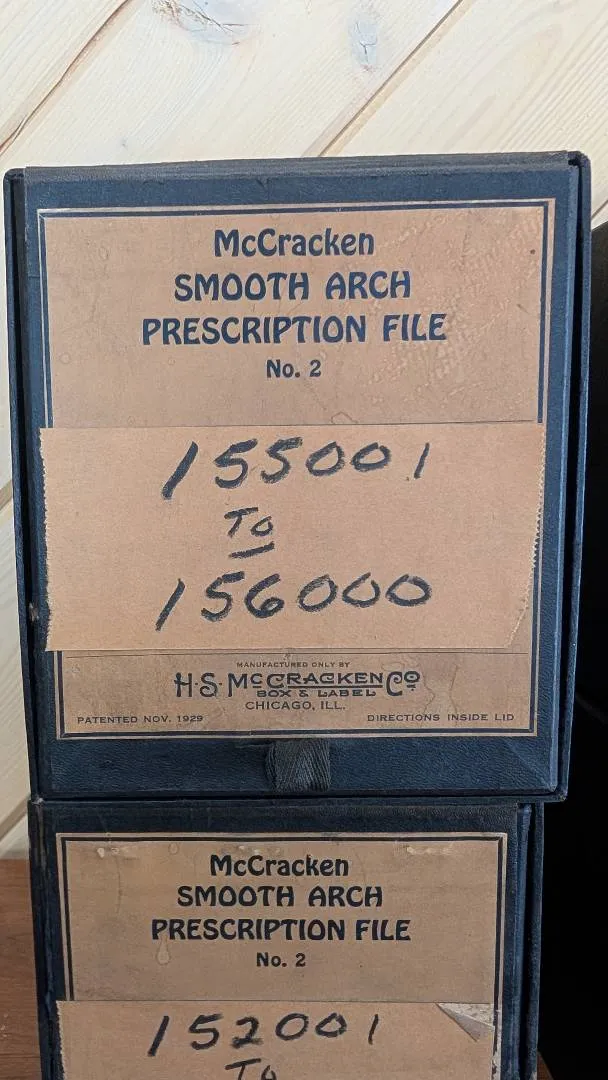 McCracken
SMOOTH ARCH
PRESCRIPTION FILE
No. 2
155001
To
156000
MANUFACTURED ONLY BY
H·S· McCRACKEN Co
BOX & LABEL
CHICAGO, ILL.
PATENTED NOV. 1929
DIRECTIONS INSIDE LID
McCracken
SMOOTH ARCH
PRESCRIPTION FILE
No. 2
152001
To